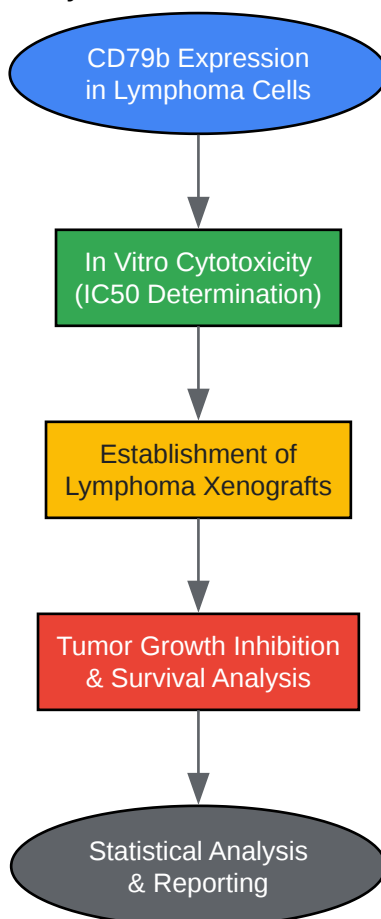 CD79b Expression
in Lymphoma Cells
In Vitro Cytotoxicity
(IC50 Determination)
Establishment of
Lymphoma Xenografts
Tumor Growth Inhibition
& Survival Analysis
Statistical Analysis
& Reporting